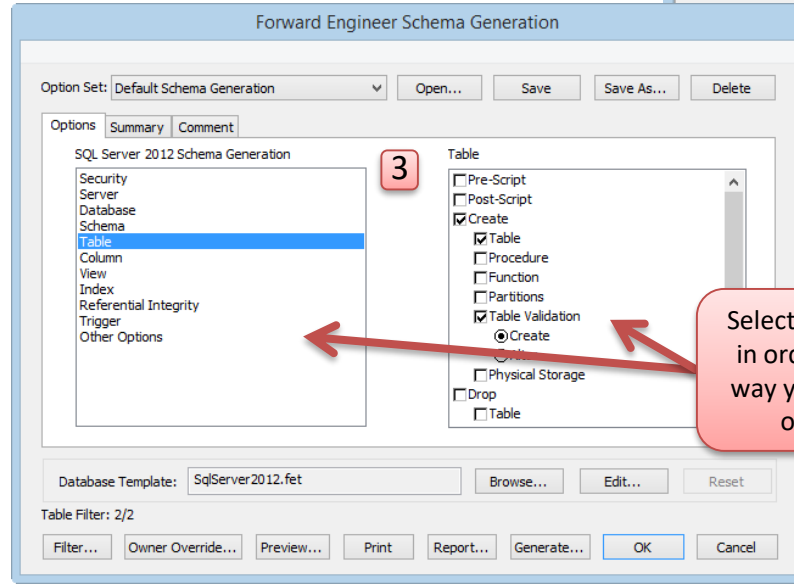 Forward Engineer Schema Generation
Option Set: Default Schema Generation Open... Save Save As... Delete
Options Summary Comment
SQL Server 2012 Schema Generation
Security
Server
Database
Schema
Table
Column
View
Index
Referential Integrity
Trigger
Other Options
3
Table
Pre-Script
Post-Script
Create
Table
Procedure
Function
Partitions
Table Validation
Create
Physical Storage
Drop
Table
Select
in
way
Database Template: SqlServer2012.fet Browse... Edit... Reset
Table Filter: 2/2
Filter... Owner Override... Preview... Print Report... Generate... OK Cancel